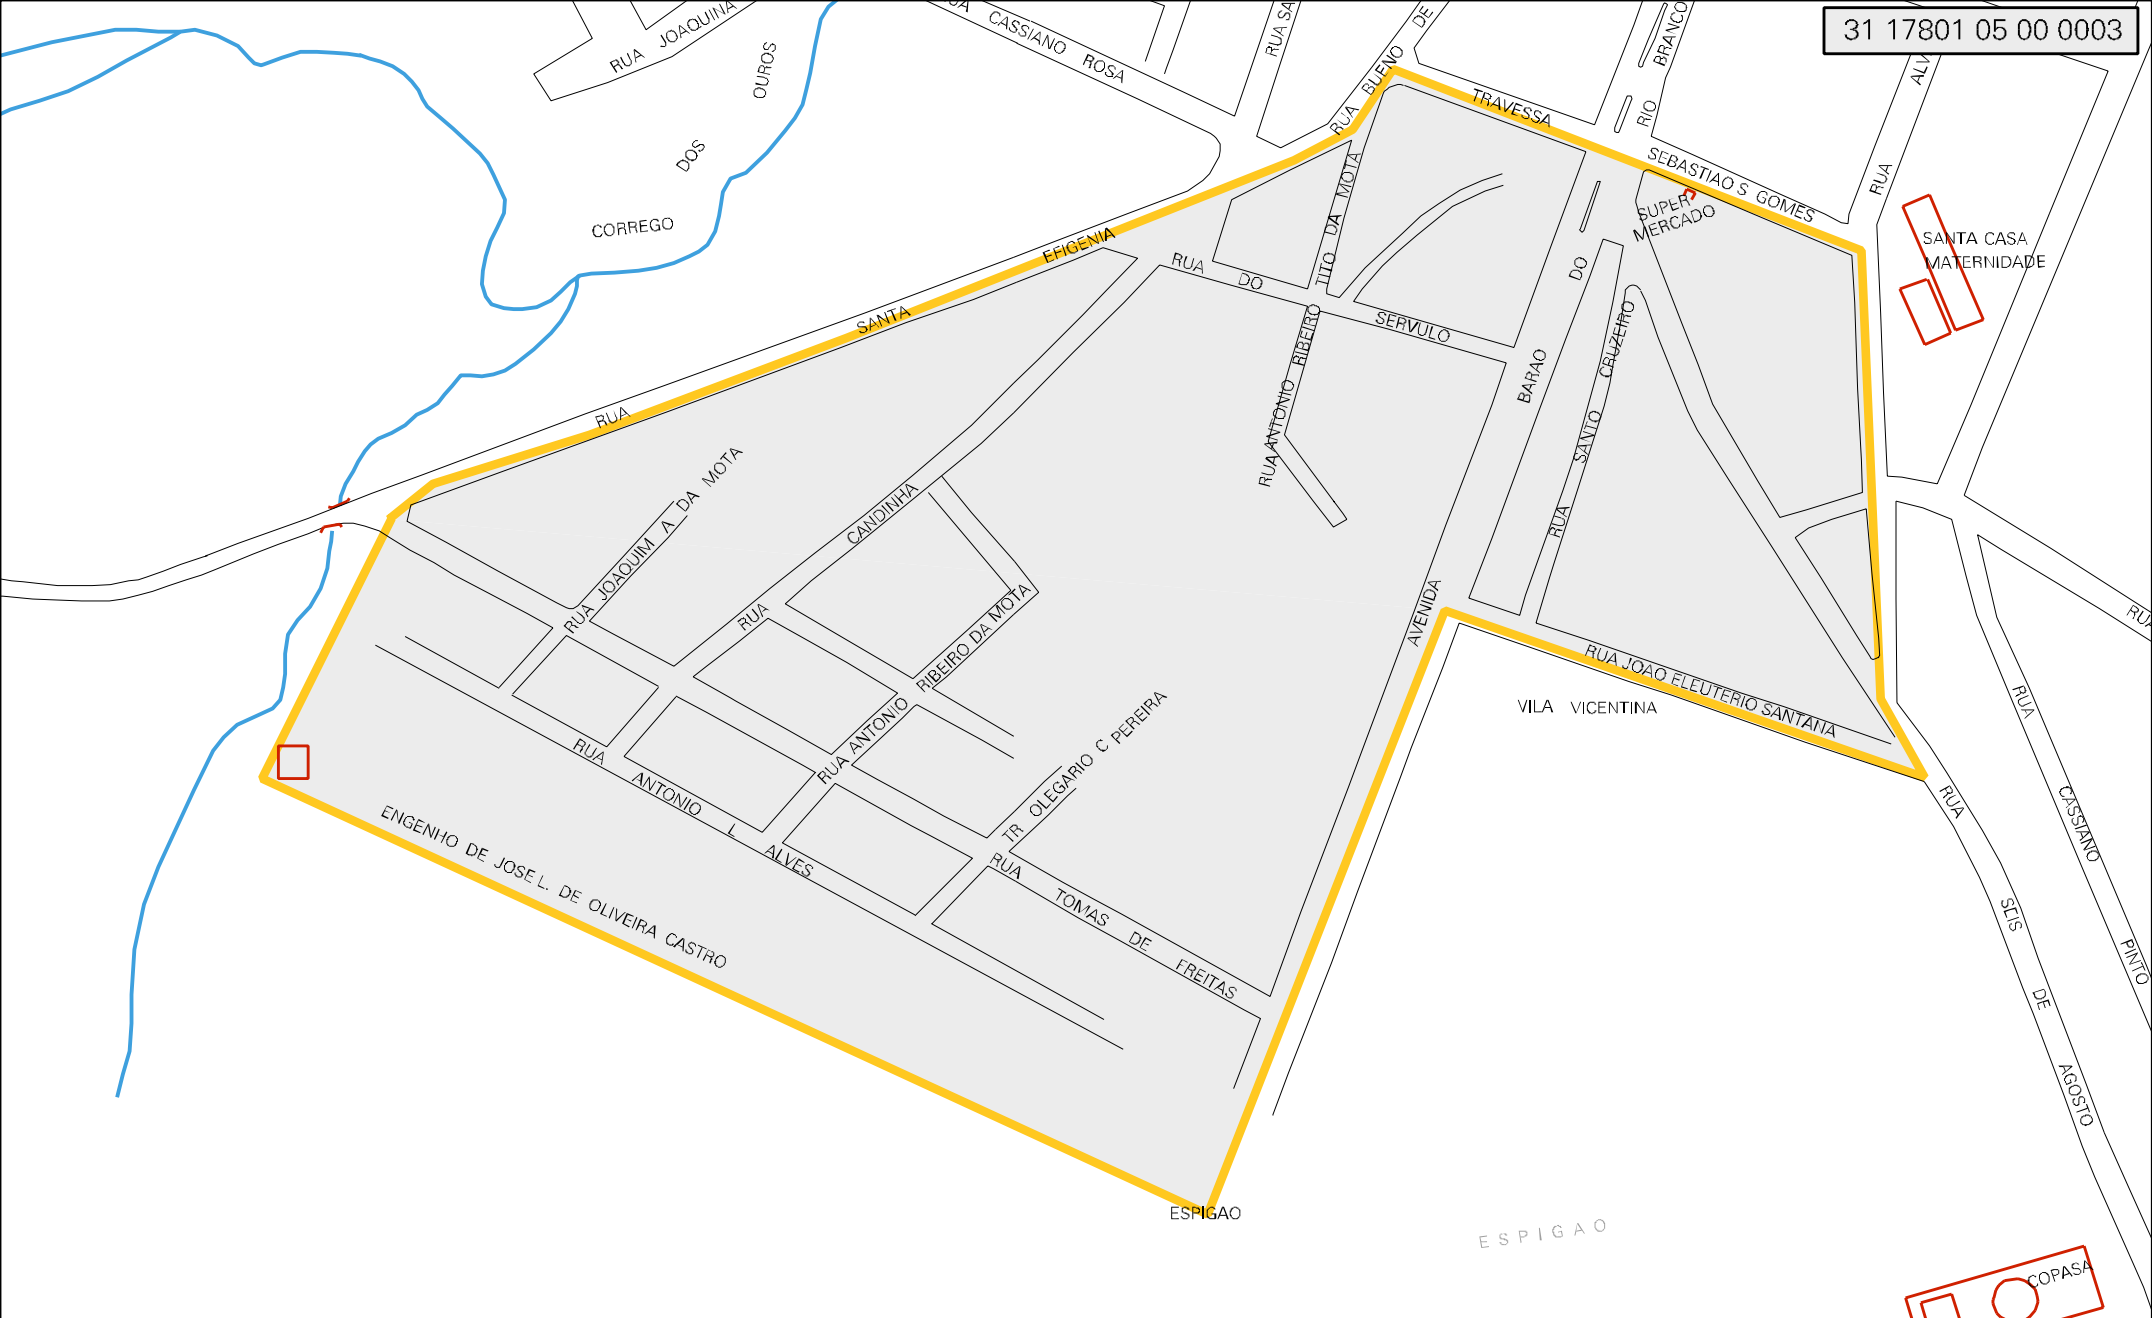 31 17801 05 00 0003
RUA JOAQUINA
CORREGO DOS OUROS
CASSIANO ROSA
RUA SA
RUA BUENO DE
TRAVESSA SEBASTIAO S GOMES
RIO BRANCO
RUA ALV
SUPER
MERCADO
SANTA CASA
MATERNIDADE
RUA SANTA EFIGENIA
TITO DA MOTA
RUA DO SERVULO
RUA ANTONIO RIBEIRO
AVENIDA BARAO DO
RUA SANTO CRUZEIRO
RUA JOAQUIM A DA MOTA
RUA CANDINHA
RUA ANTONIO RIBEIRO DA MOTA
TR OLEGARIO C PEREIRA
RUA ANTONIO L ALVES
RUA TOMAS DE FREITAS
ENGENHO DE JOSE L. DE OLIVEIRA CASTRO
RUA JOAO ELEUTERIO SANTANA
VILA VICENTINA
RUA
RUA CASSIANO PINTO
RUA SEIS DE AGOSTO
ESPIGAO
ESPIGAO
COPASA